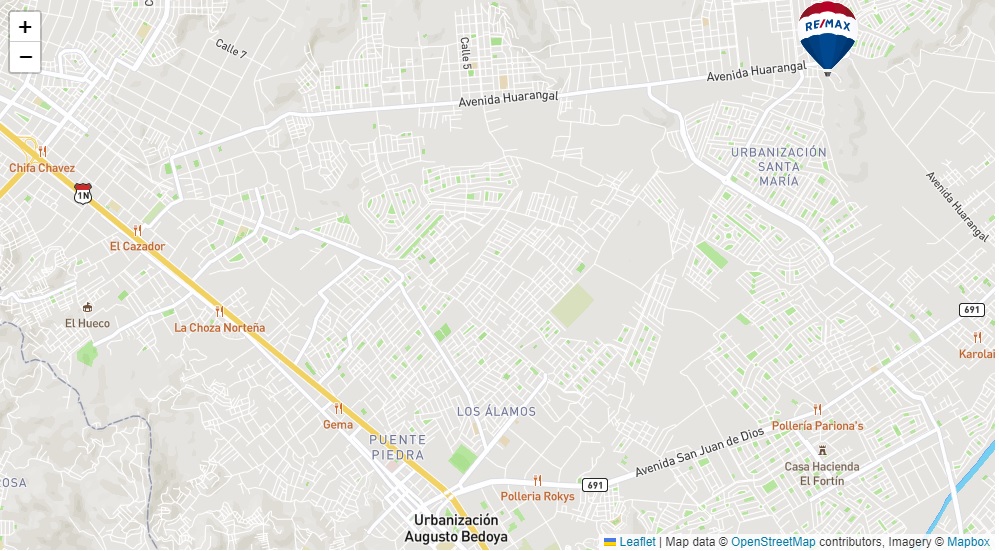 +
−
Calle 7
Calle 5
RE/MAX
Avenida Huarangal
Avenida Huarangal
Chifa Chavez
1N
URBANIZACIÓN
SANTA
MARÍA
Avenida Huarangal
El Cazador
El Hueco
La Choza Norteña
691
Karolai
Gema
LOS ÁLAMOS
PUENTE
PIEDRA
Pollería Pariona's
Avenida San Juan de Dios
Casa Hacienda
El Fortín
OSA
691
Polleria Rokys
Urbanización
Augusto Bedoya
Leaflet | Map data © OpenStreetMap contributors, Imagery © Mapbox